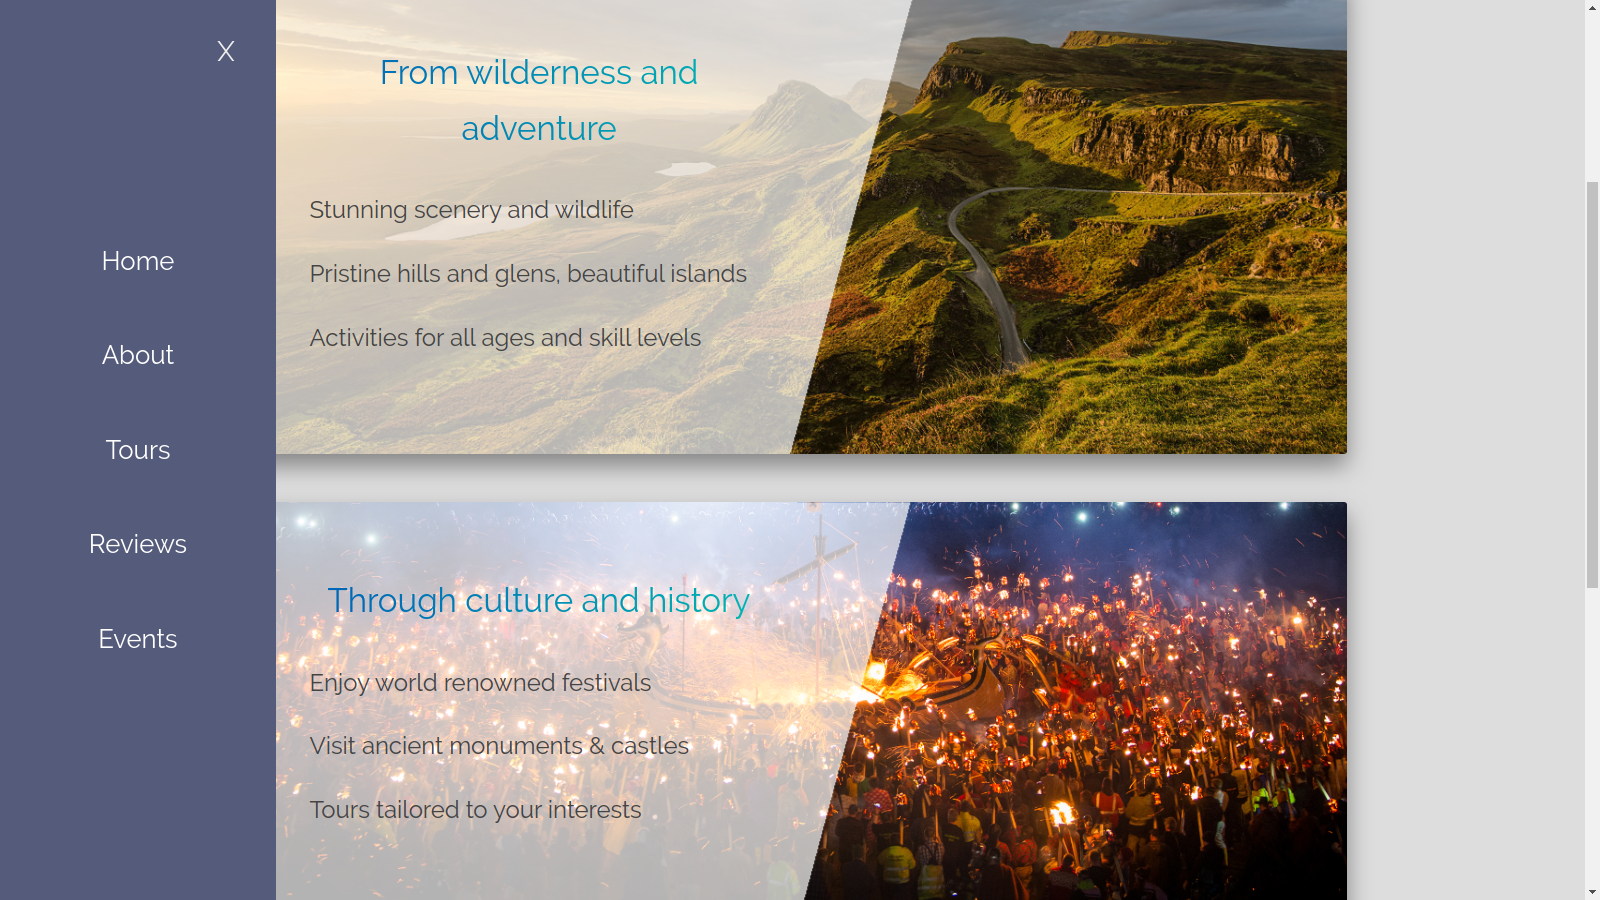 X
Home
About
Tours
Reviews
Events
From wilderness and
adventure
Stunning scenery and wildlife
Pristine hills and glens, beautiful islands
Activities for all ages and skill levels
Through culture and history
Enjoy world renowned festivals
Visit ancient monuments & castles
Tours tailored to your interests